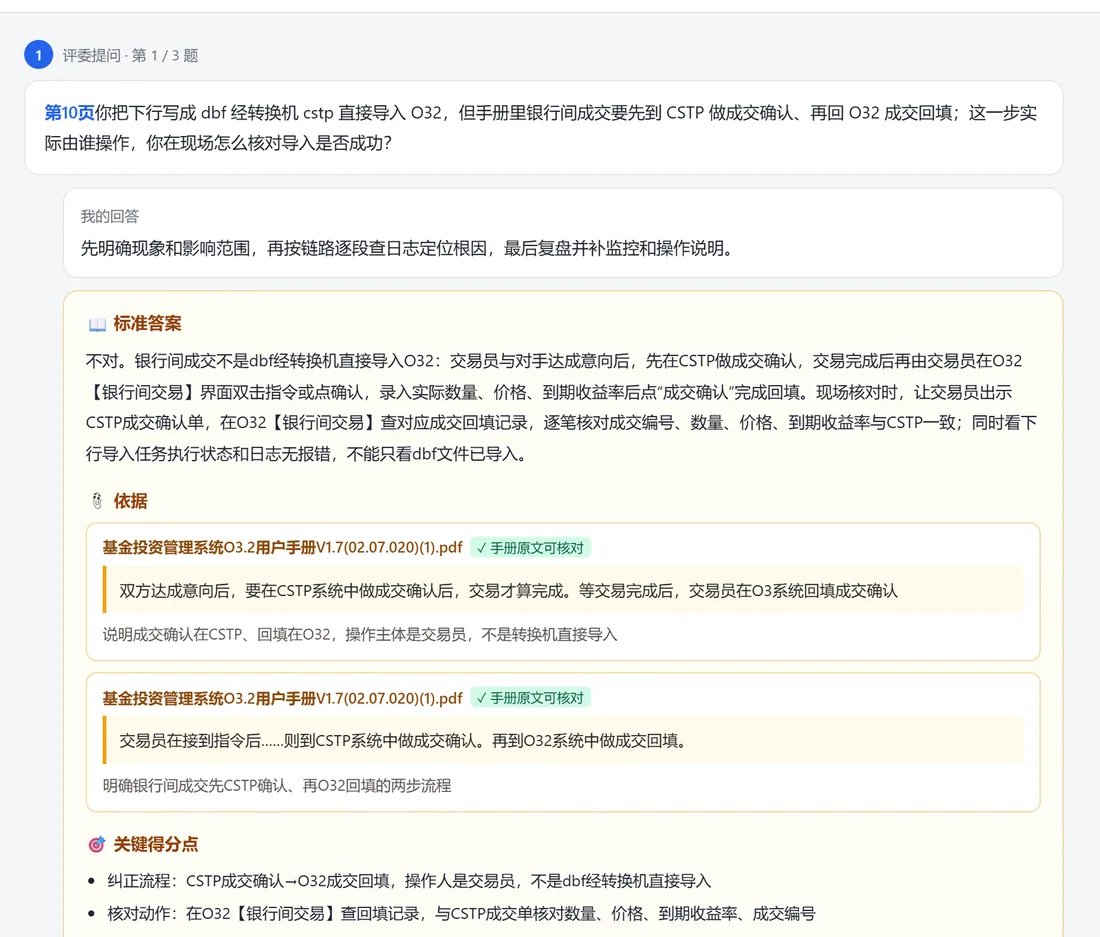 1 评委提问 · 第 1 / 3 题
第10页你把下行写成 dbf 经转换机 cstp 直接导入 O32，但手册里银行间成交要先到 CSTP 做成交确认、再回 O32 成交回填；这一步实
际由谁操作，你在现场怎么核对导入是否成功？
我的回答
先明确现象和影响范围，再按链路逐段查日志定位根因，最后复盘并补监控和操作说明。
标准答案
不对。银行间成交不是dbf经转换机直接导入O32：交易员与对手达成意向后，先在CSTP做成交确认，交易完成后再由交易员在O32
【银行间交易】界面双击指令或点确认，录入实际数量、价格、到期收益率后点“成交确认”完成回填。现场核对时，让交易员出示
CSTP成交确认单，在O32【银行间交易】查对应成交回填记录，逐笔核对成交编号、数量、价格、到期收益率与CSTP一致；同时看下
行导入任务执行状态和日志无报错，不能只看dbf文件已导入。
依据
基金投资管理系统O3.2用户手册V1.7(02.07.020)(1).pdf ✓ 手册原文可核对
双方达成意向后，要在CSTP系统中做成交确认后，交易才算完成。等交易完成后，交易员在O3系统回填成交确认
说明成交确认在CSTP、回填在O32，操作主体是交易员，不是转换机直接导入
基金投资管理系统O3.2用户手册V1.7(02.07.020)(1).pdf ✓ 手册原文可核对
交易员在接到指令后......则到CSTP系统中做成交确认。再到O32系统中做成交回填。
明确银行间成交先CSTP确认、再O32回填的两步流程
关键得分点
• 纠正流程：CSTP成交确认→O32成交回填，操作人是交易员，不是dbf经转换机直接导入
• 核对动作：在O32【银行间交易】查回填记录，与CSTP成交单核对数量、价格、到期收益率、成交编号